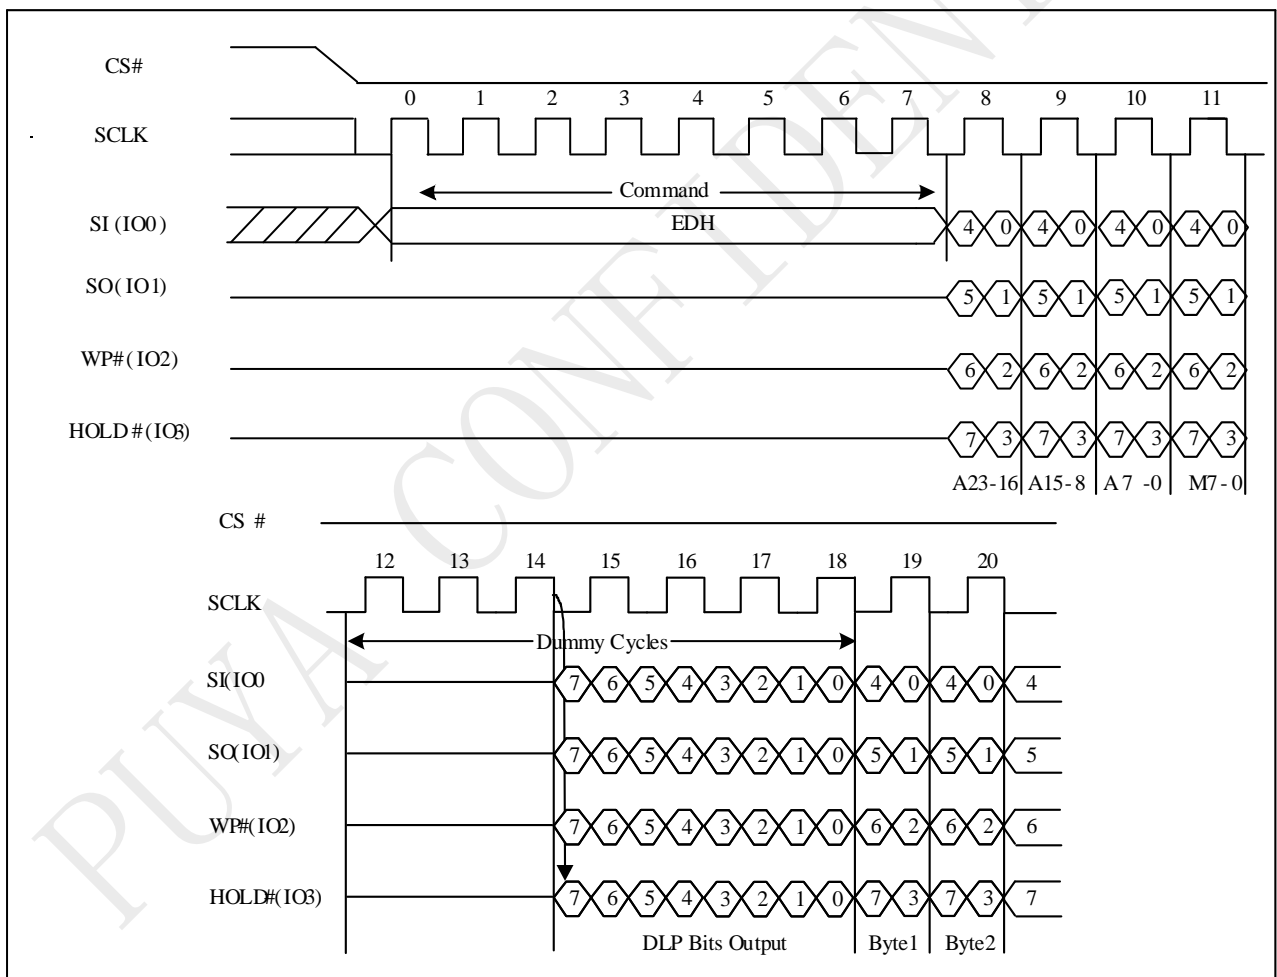 CS#
0 1 2 3 4 5 6 7 8 9 10 11
SCLK
Command
SI (IO0) EDH 4 0 4 0 4 0 4 0
SO( IO1) 5 1 5 1 5 1 5 1
WP# ( IO2) 6 2 6 2 6 2 6 2
HOLD # (IO3) 7 3 7 3 7 3 7 3
A23-16 A15-8 A7 -0 M7-0
CS #
12 13 14 15 16 17 18 19 20
SCLK
Dummy Cycles
SI(IO0 7 6 5 4 3 2 1 0 4 0 4 0 4
SO(IO1) 7 6 5 4 3 2 1 0 5 1 5 1 5
WP#(IO2) 7 6 5 4 3 2 1 0 6 2 6 2 6
HOLD#(IO3) 7 6 5 4 3 2 1 0 7 3 7 3 7
DLP Bits Output Byte1 Byte2
PUYA CONFIDEN